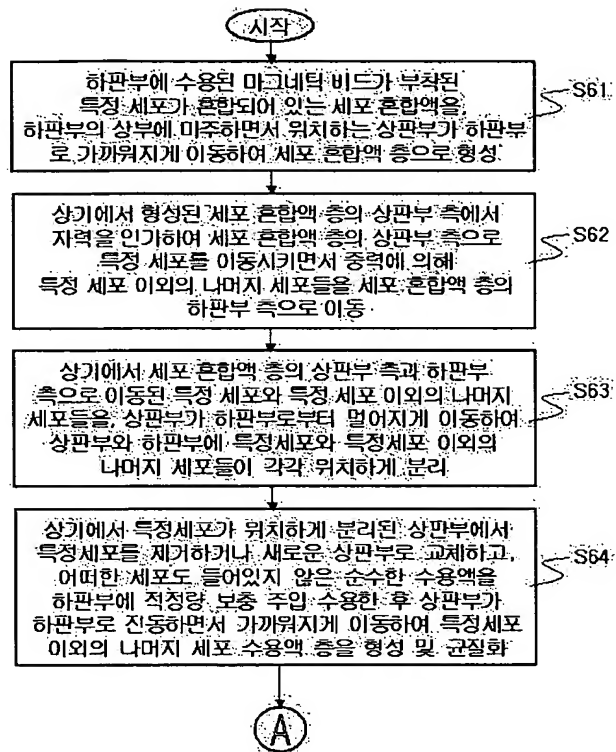 시작
하판부에 수용된 마그네틱 비드가 부착된
특정 세포가 혼합되어 있는 세포 혼합액을,
하판부의 상부에 마주하면서 위치하는 상판부가 하판부
로 가까워지게 이동하여 세포 혼합액 층으로 형성
S61
상기에서 형성된 세포 혼합액 층의 상판부 측에서
자력을 인가하여 세포 혼합액 층의 상판부 측으로
특정 세포를 이동시키면서 중력에 의해
특정 세포 이외의 나머지 세포들을 세포 혼합액 층의
하판부 측으로 이동
S62
상기에서 세포 혼합액 층의 상판부 측과 하판부
측으로 이동된 특정 세포와 특정 세포 이외의 나머지
세포들을, 상판부가 하판부로부터 멀어지게 이동하여
상판부와 하판부에 특정세포와 특정세포 이외의
나머지 세포들이 각각 위치하게 분리
S63
상기에서 특정세포가 위치하게 분리된 상판부에서
특정세포를 제거하거나 새로운 상판부로 교체하고,
어떠한 세포도 들어있지 않은 순수한 수용액을
하판부에 적정량 보충 주입 수용한 후 상판부가
하판부로 진동하면서 가까워지게 이동하여 특정세포
이외의 나머지 세포 수용액 층을 형성 및 균질화
S64
A